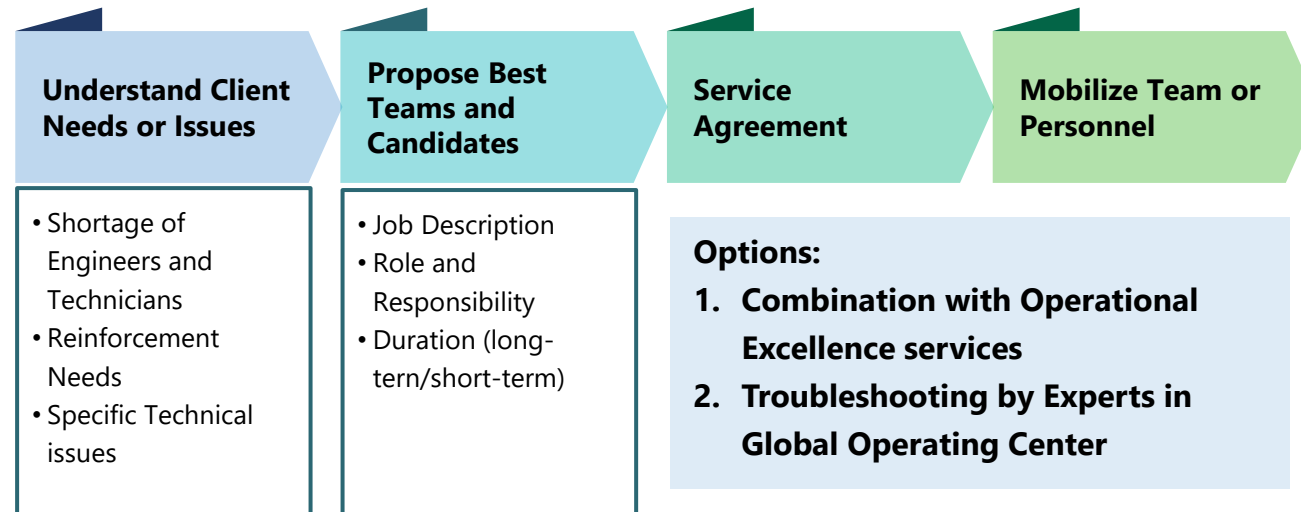 Understand Client
Needs or Issues
Propose Best
Teams and
Candidates
Service
Agreement
Mobilize Team or
Personnel
• Shortage of
Engineers and
Technicians
• Reinforcement
Needs
• Specific Technical
issues
• Job Description
• Role and
Responsibility
• Duration (long-
tern/short-term)
Options:
1. Combination with Operational
Excellence services
2. Troubleshooting by Experts in
Global Operating Center